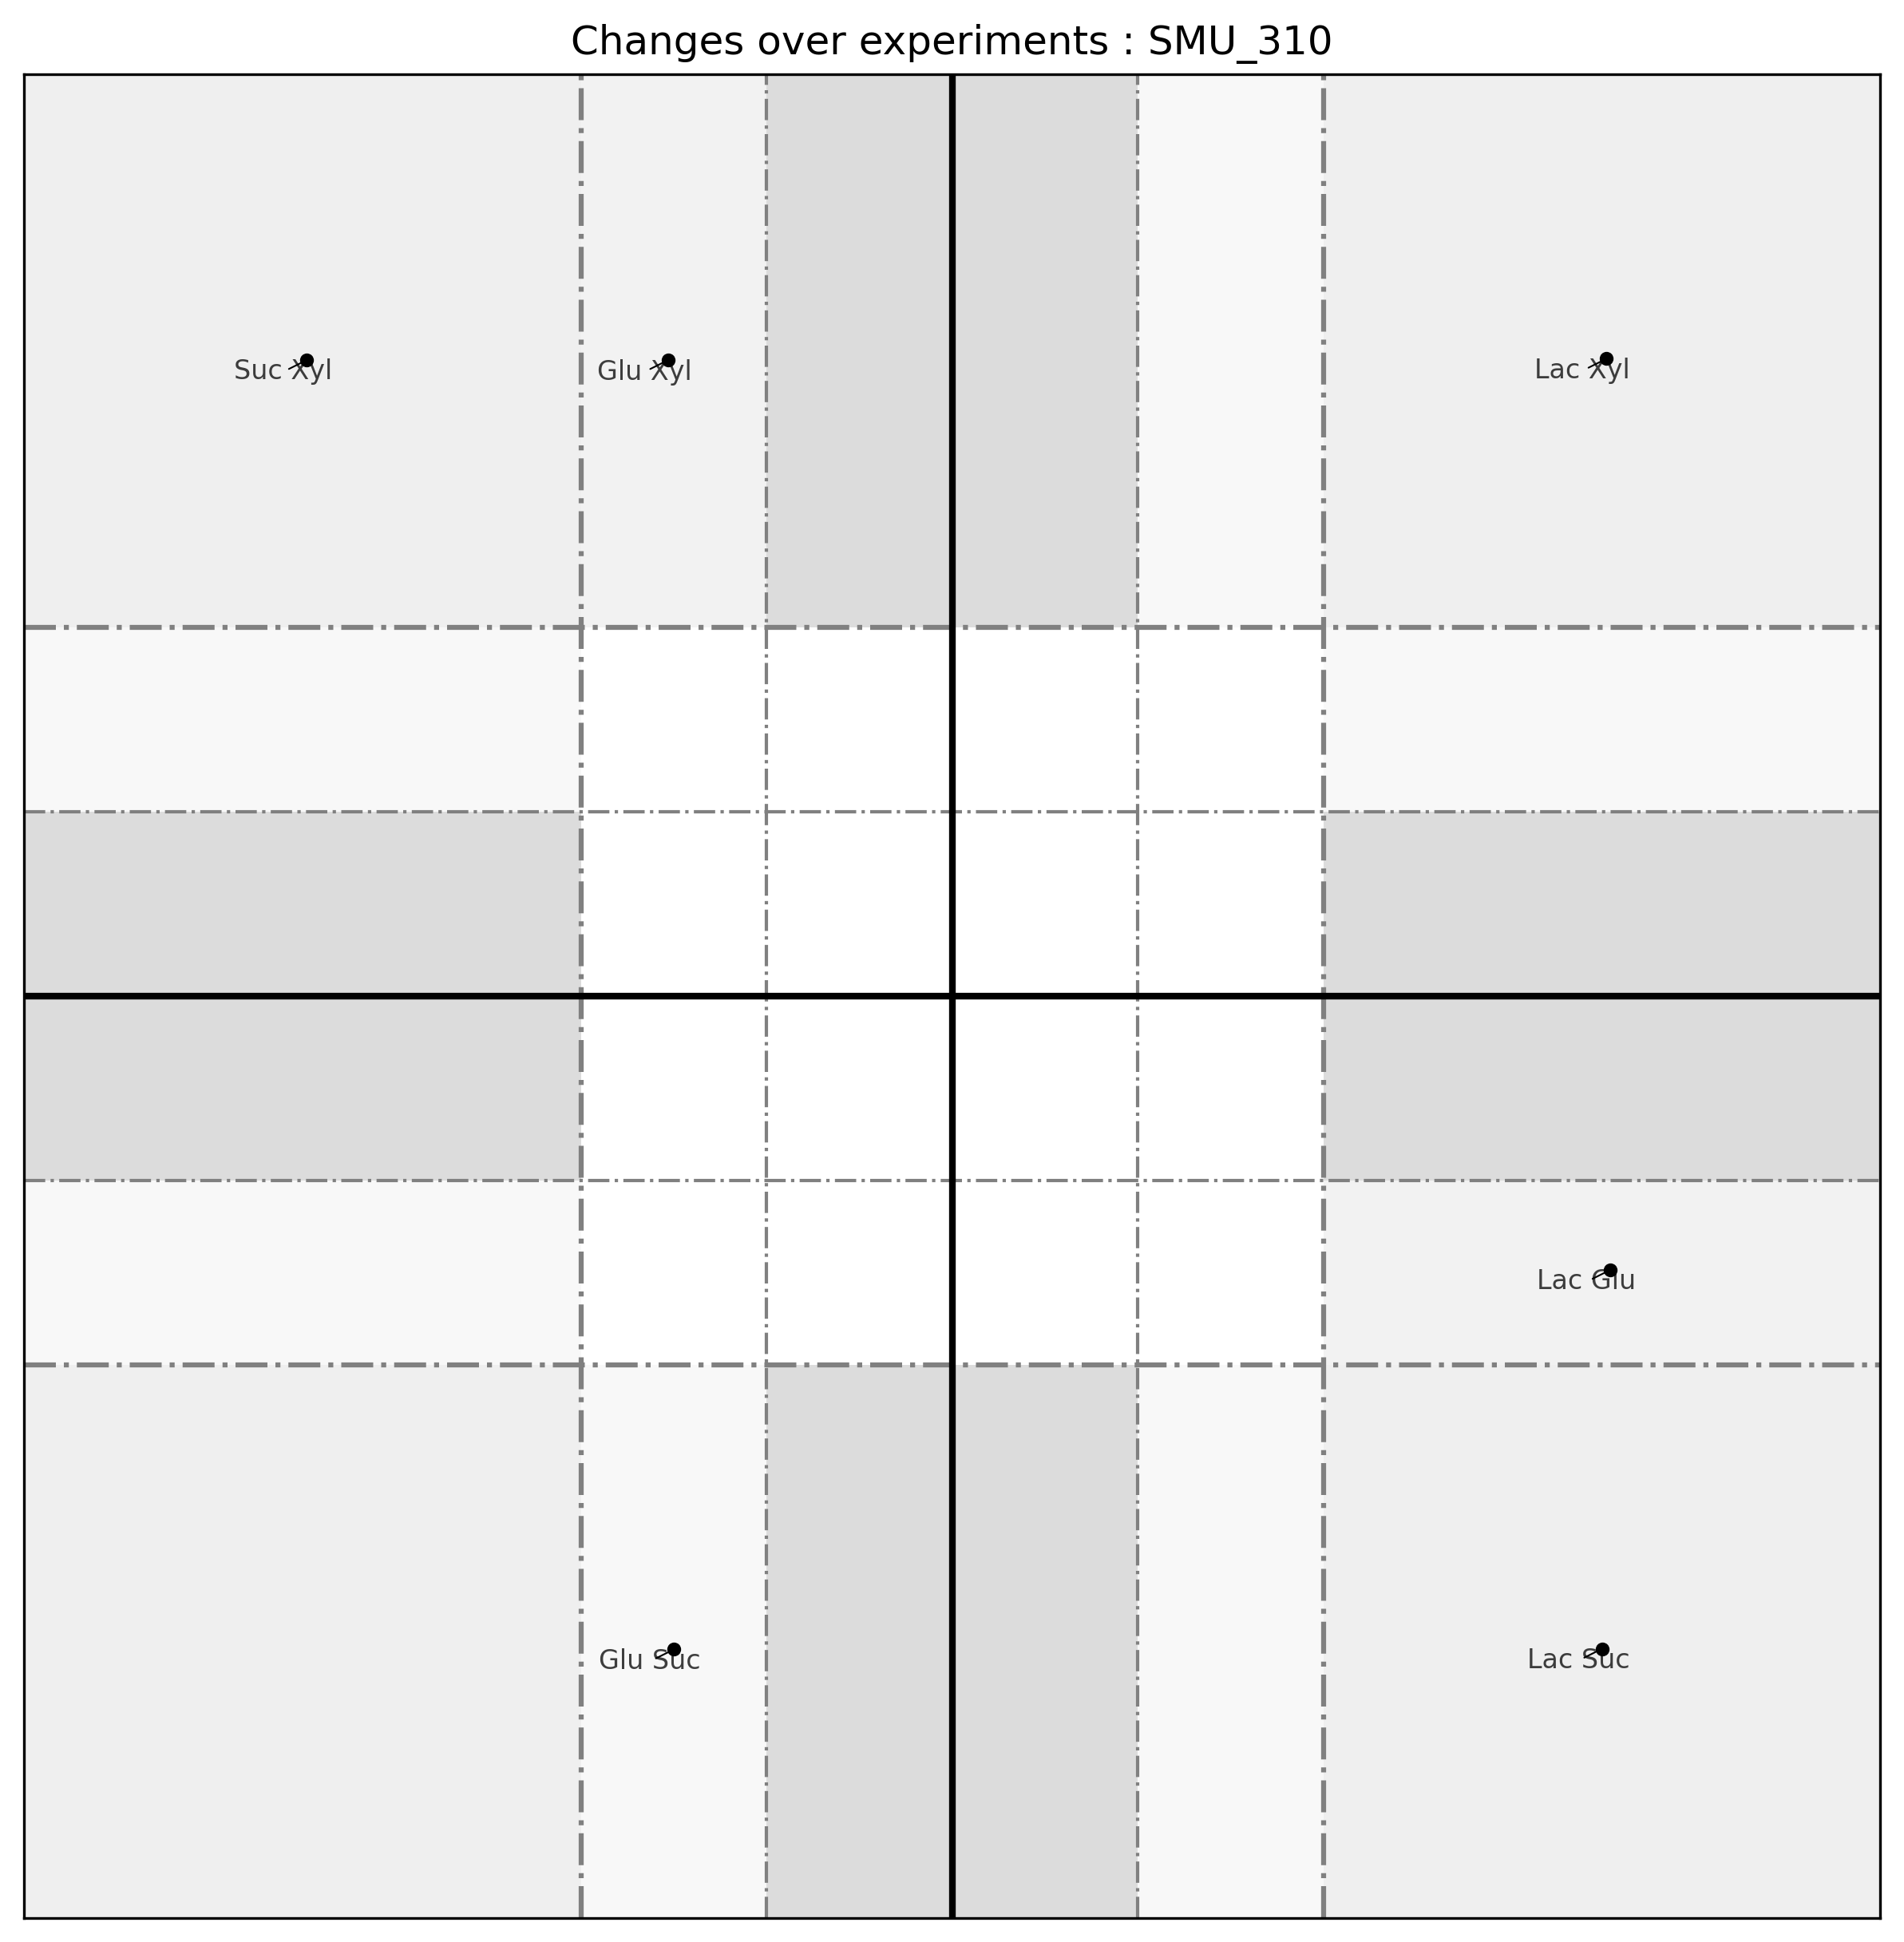 Changes over experiments : SMU_310
Suc Xyl
Glu Xyl
Lac Xyl
Lac Glu
Glu Suc
Lac Suc